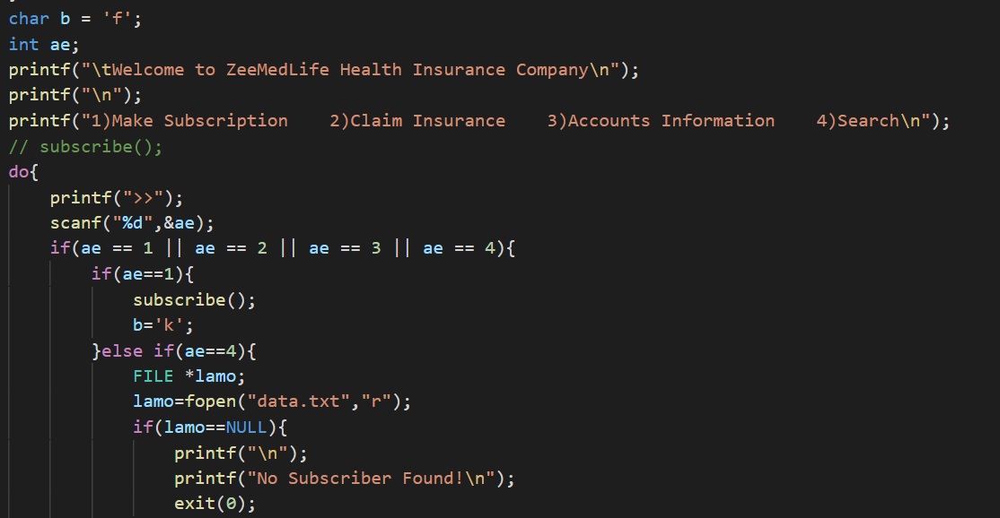 char b = 'f';
int ae;
printf("\tWelcome to ZeeMedLife Health Insurance Company\n");
printf("\n");
printf("1)Make Subscription    2)Claim Insurance    3)Accounts Information    4)Search\n");
// subscribe();
do{
    printf(">>");
    scanf("%d",&ae);
    if(ae == 1 || ae == 2 || ae == 3 || ae == 4){
        if(ae==1){
            subscribe();
            b='k';
        }else if(ae==4){
            FILE *lamo;
            lamo=fopen("data.txt","r");
            if(lamo==NULL){
                printf("\n");
                printf("No Subscriber Found!\n");
                exit(0);